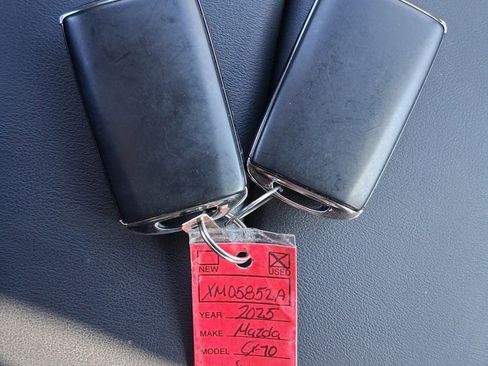 NEW USED
XM05852A
YEAR 2025
MAKE Mazda
MODEL CX-70